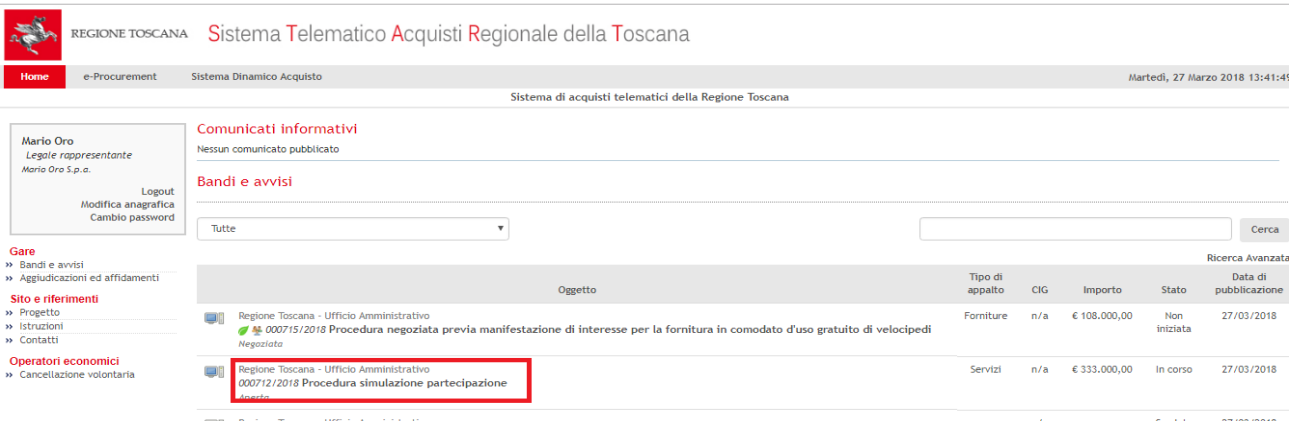 REGIONE TOSCANA Sistema Telematico Acquisti Regionale della Toscana
Home e-Procurement Sistema Dinamico Acquisto Martedì, 27 Marzo 2018 13:41:49
Sistema di acquisti telematici della Regione Toscana
Mario Oro
Legale rappresentante
Mario Oro S.p.a.
Logout
Modifica anagrafica
Cambio password
Gare
» Bandi e avvisi
» Aggiudicazioni ed affidamenti
Sito e riferimenti
» Progetto
» Istruzioni
» Contatti
Operatori economici
» Cancellazione volontaria
Comunicati informativi
Nessun comunicato pubblicato
Bandi e avvisi
Tutte
Cerca
Ricerca Avanzata
Oggetto Tipo di appalto CIG Importo Stato Data di pubblicazione
Regione Toscana - Ufficio Amministrativo
000715/2018 Procedura negoziata previa manifestazione di interesse per la fornitura in comodato d'uso gratuito di velocipedi
Negoziata
Forniture n/a € 108.000,00 Non iniziata 27/03/2018
Regione Toscana - Ufficio Amministrativo
000712/2018 Procedura simulazione partecipazione
Aperta
Servizi n/a € 333.000,00 In corso 27/03/2018